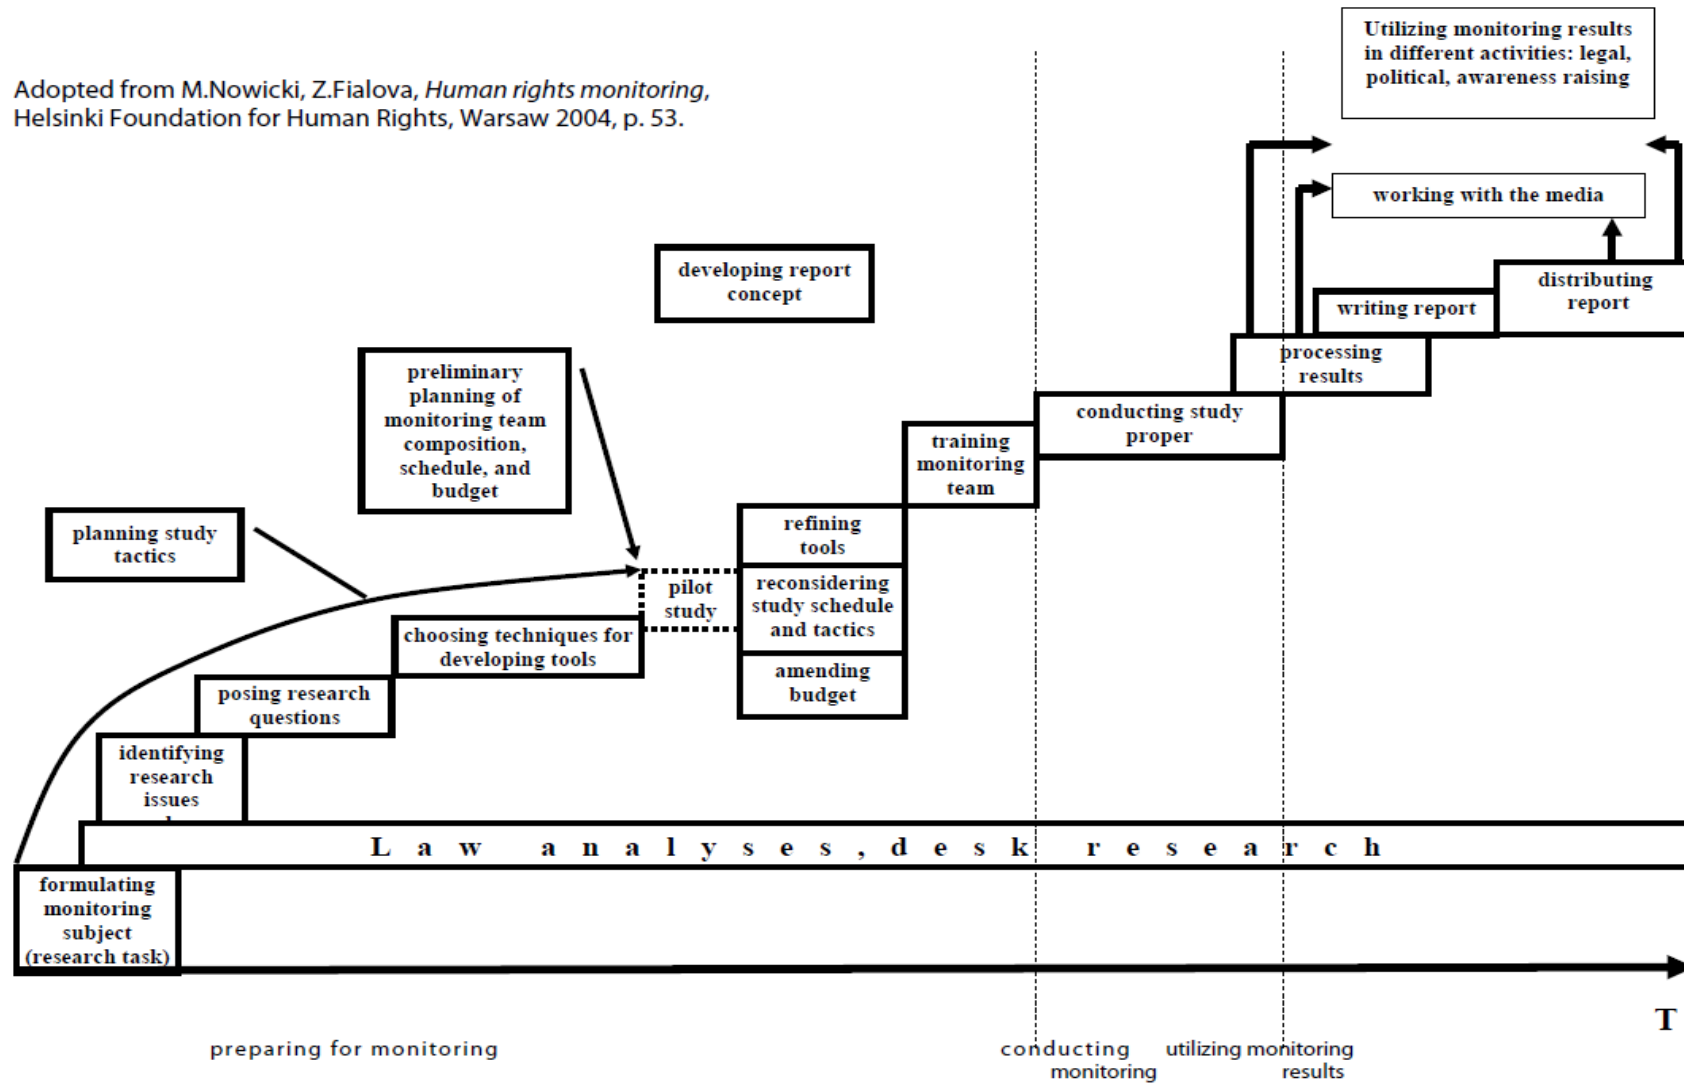 Utilizing monitoring results
in different activities: legal,
political, awareness raising
Adopted from M.Nowicki, Z.Fialova, Human rights monitoring,
Helsinki Foundation for Human Rights, Warsaw 2004, p. 53.
working with the media
developing report
concept
distributing
report
writing report
processing
results
preliminary
planning of
monitoring team
composition,
schedule, and
budget
conducting study
proper
training
monitoring
team
planning study
tactics
refining
tools
pilot
study
reconsidering
study schedule
and tactics
choosing techniques for
developing tools
amending
budget
posing research
questions
identifying
research
issues
Law analyses, desk research
formulating
monitoring
subject
(research task)
T
preparing for monitoring
conducting
monitoring
utilizing monitoring
results